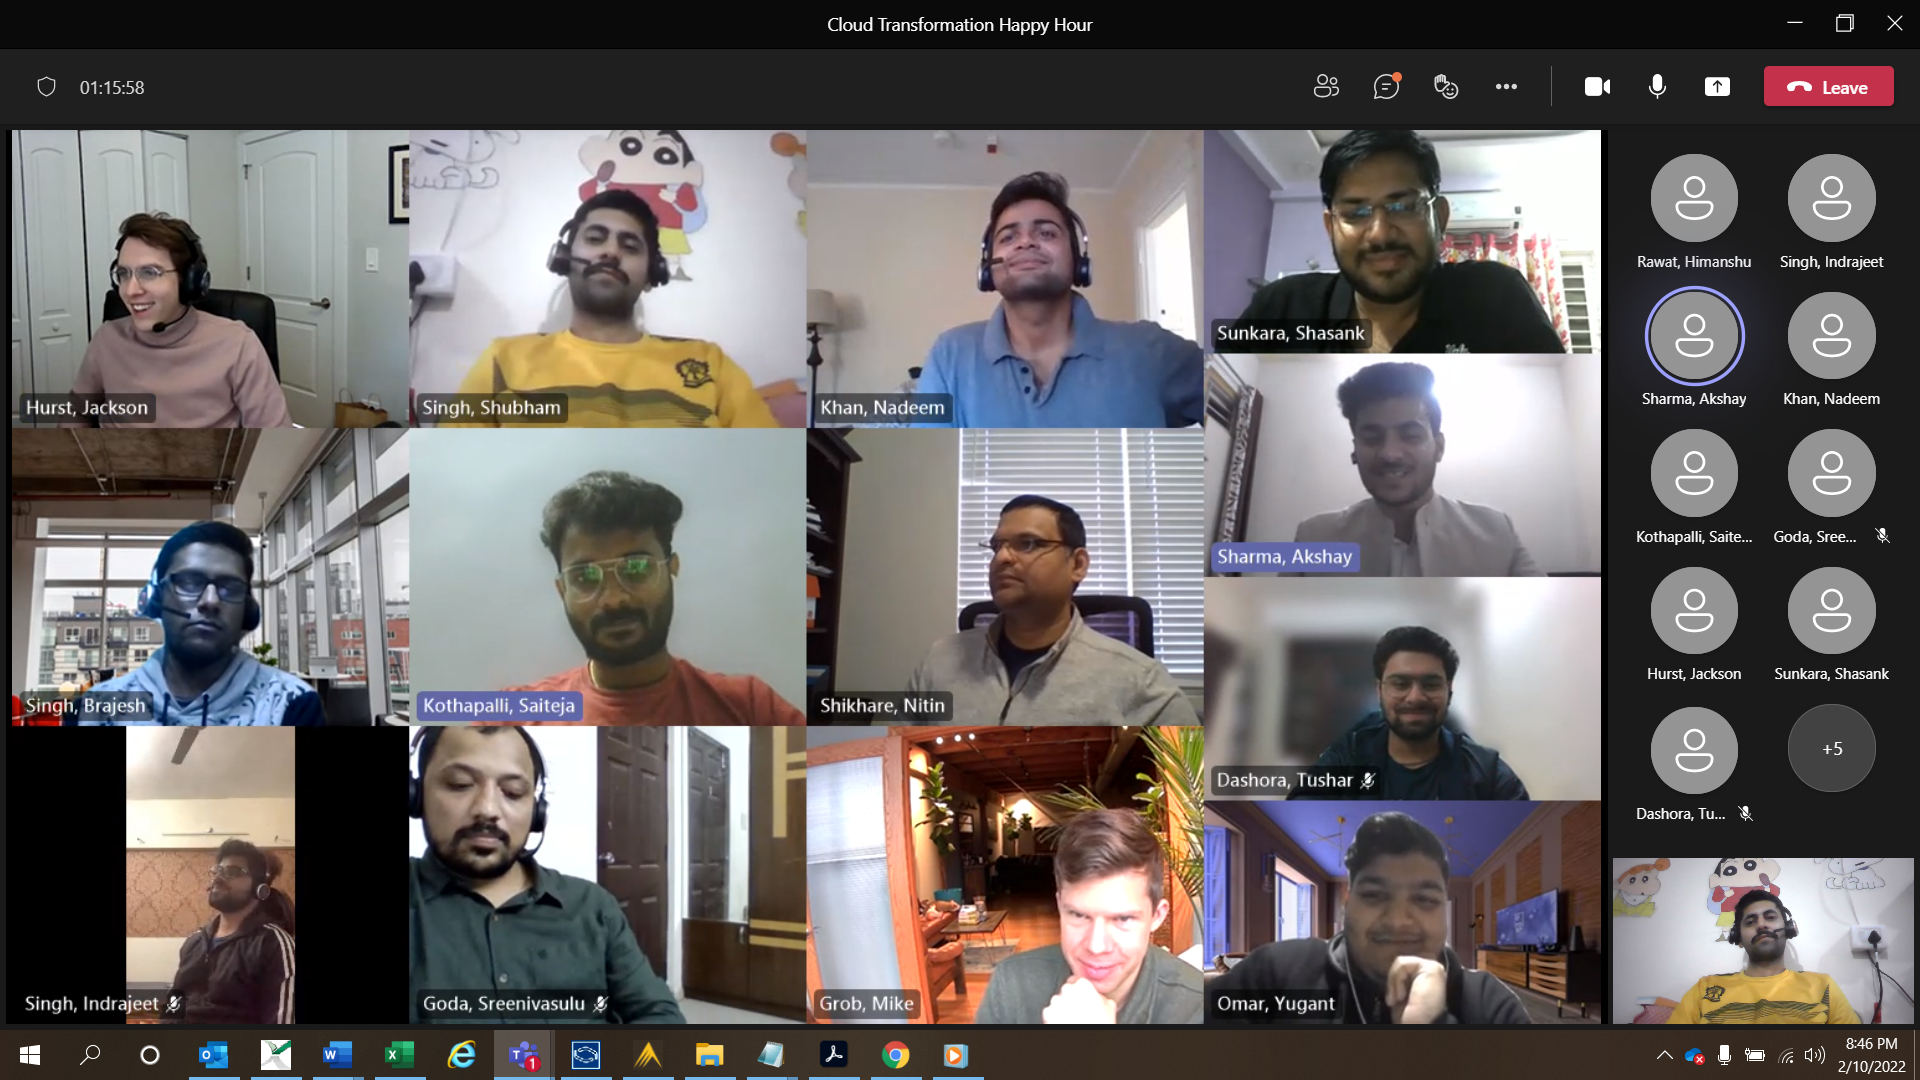 Cloud Transformation Happy Hour
01:15:58
Leave
Hurst, Jackson
Singh, Shubham
Khan, Nadeem
Sunkara, Shasank
Sharma, Akshay
Singh, Brajesh
Kothapalli, Saiteja
Shikhare, Nitin
Dashora, Tushar
Singh, Indrajeet
Goda, Sreenivasulu
Grob, Mike
Omar, Yugant
Rawat, Himanshu
Singh, Indrajeet
Sharma, Akshay
Khan, Nadeem
Kothapalli, Saite...
Goda, Sree...
Hurst, Jackson
Sunkara, Shasank
Dashora, Tu...
+5
1
8:46 PM
2/10/2022